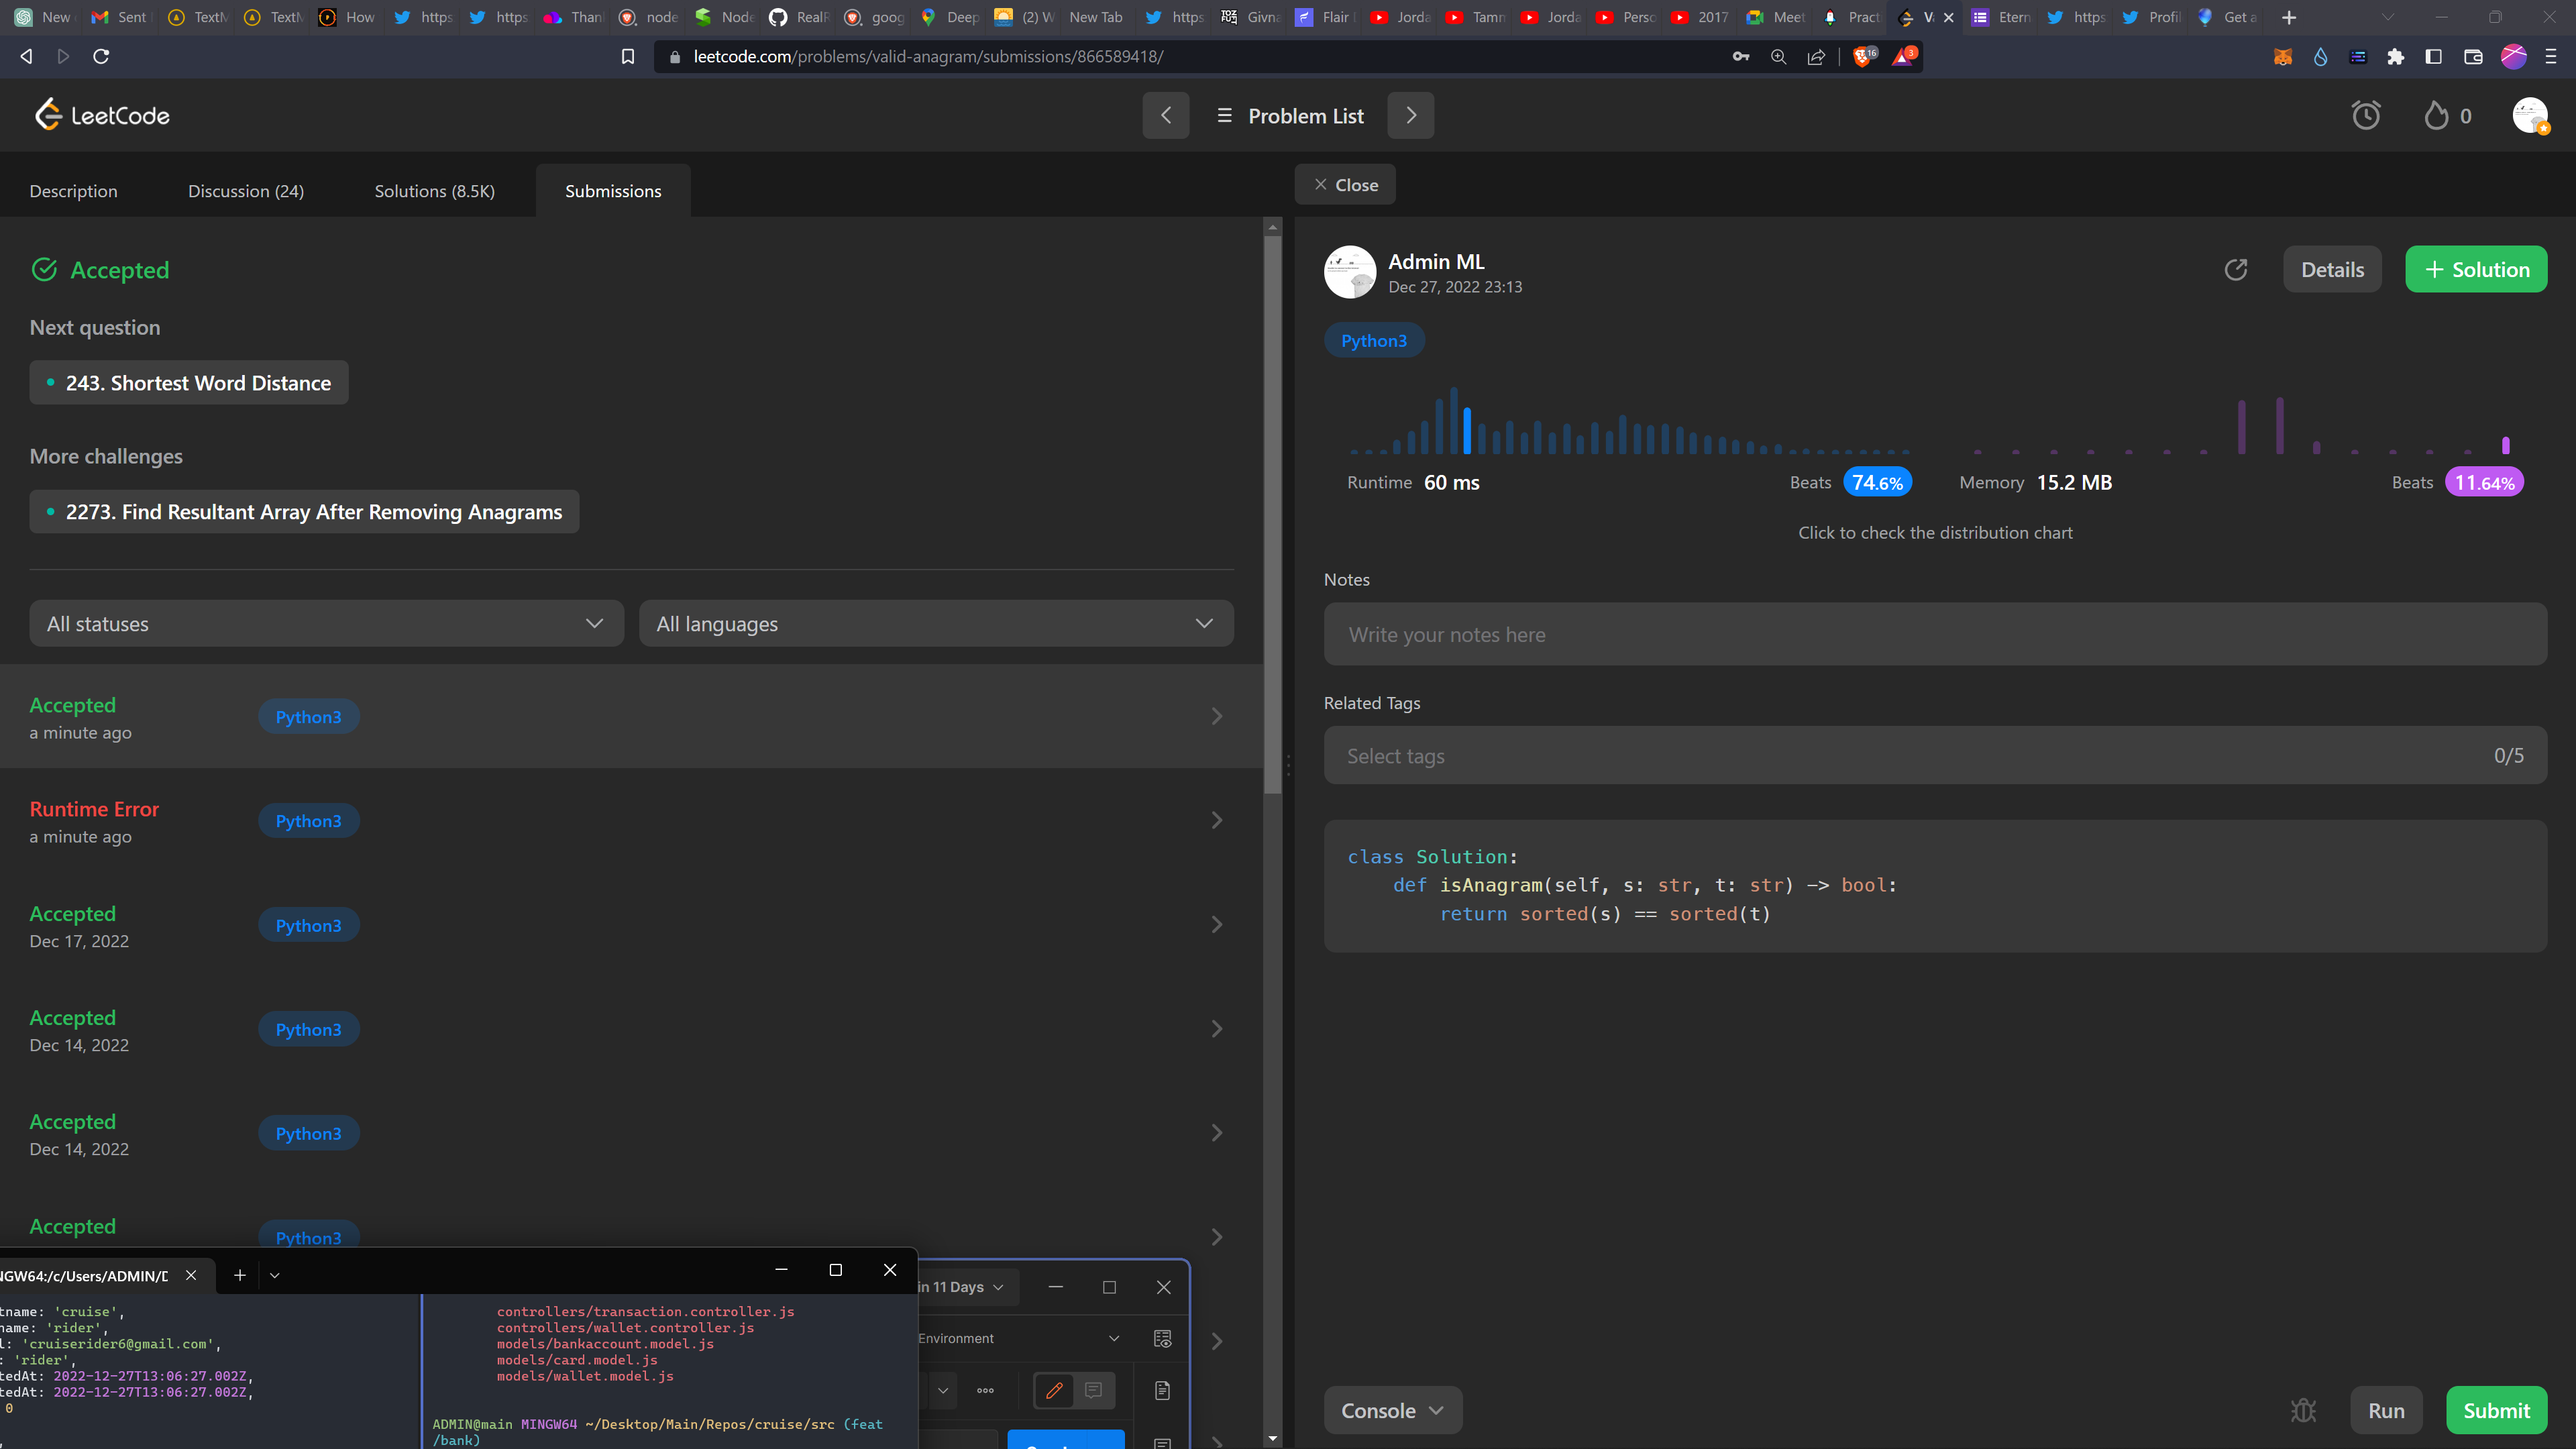 New
Sent
TextM
TextM
How
https
https
Than
node
Node
RealR
goog
Deep
(2) W
New Tab
https
Givna
Flair
Jorda
Tamm
Jorda
Perso
2017
Meet
Pract
Va
Etern
https
Profil
Get a
leetcode.com/problems/valid-anagram/submissions/866589418/
16
3
LeetCode
Problem List
0
Description
Discussion (24)
Solutions (8.5K)
Submissions
Close
Accepted
Next question
243. Shortest Word Distance
More challenges
2273. Find Resultant Array After Removing Anagrams
All statuses
All languages
Accepted
a minute ago
Python3
Runtime Error
a minute ago
Python3
Accepted
Dec 17, 2022
Python3
Accepted
Dec 14, 2022
Python3
Accepted
Dec 14, 2022
Python3
Accepted
Python3
Admin ML
Dec 27, 2022 23:13
Details
+ Solution
Python3
Runtime 60 ms
Beats 74.6%
Memory 15.2 MB
Beats 11.64%
Click to check the distribution chart
Notes
Write your notes here
Related Tags
Select tags
0/5
class Solution:
def isAnagram(self, s: str, t: str) -> bool:
return sorted(s) == sorted(t)
Console
Run
Submit
NGW64:/c/Users/ADMIN/D
tname: 'cruise',
name: 'rider',
l: 'cruiserider6@gmail.com',
: 'rider',
tedAt: 2022-12-27T13:06:27.002Z,
tedAt: 2022-12-27T13:06:27.002Z,
0
controllers/transaction.controller.js
controllers/wallet.controller.js
models/bankaccount.model.js
models/card.model.js
models/wallet.model.js
ADMIN@main MINGW64 ~/Desktop/Main/Repos/cruise/src (feat
/bank)
in 11 Days
Environment